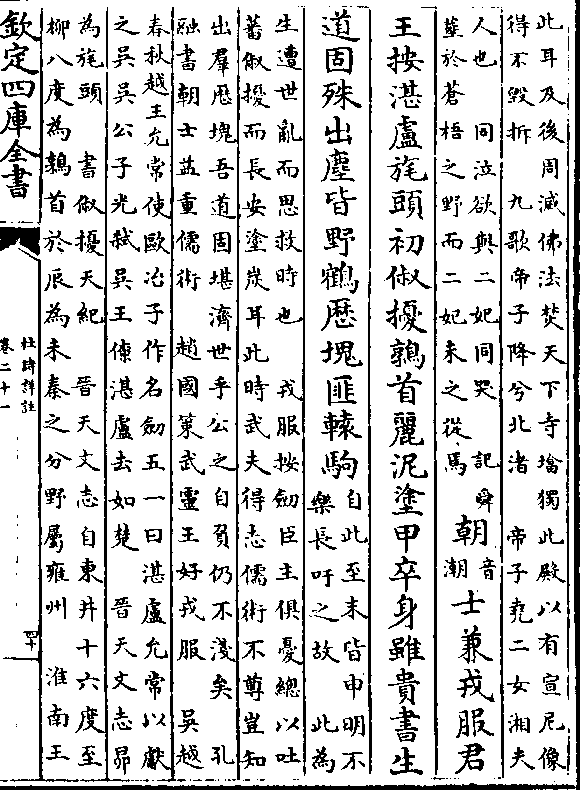 此耳及後周滅佛法焚天下寺塔獨此殿以有宣尼像
得不毀拆　九歌帝子降兮北渚　帝子堯二女湘夫
人也　同泣欲與二妃同哭　記舜
葬於蒼梧之野而二妃未之從焉
朝音潮士兼戎服君
王按湛盧旄頭初俶擾鶉首麗泥塗甲卒身雖貴書生
道固殊出塵皆野鶴歷塊匪轅駒
自此至末皆申明不
樂長吁之故　此為
生遭世亂而思救時也　戎服按劍臣主俱憂總以吐
蕃俶擾而長安塗炭耳此時武夫得志儒術不尊豈知
出羣歷塊吾道固堪濟世乎公之自負仍不淺矣　孔
融書朝士益重儒術　趙國策武靈王好戎服　吳越
春秋越王允常使歐冶子作名劍五一曰湛盧允常以獻
之吳吳公子光弒吳王僚湛盧去如楚　晉天文志昴
為旄頭　書俶擾天紀　晉天文志自東井十六度至
柳八度為鶉首於辰為未秦之分野屬雍州　淮南王
欽定四庫全書
杜詩詳註
卷二十一
四十